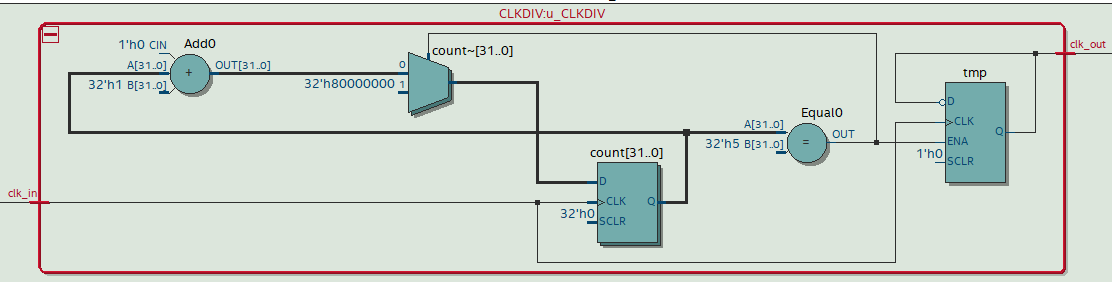 CLKDIV:u_CLKDIV
Add0
1'h0 CIN
A[31..0]
32'h1 B[31..0]
OUT[31..0]
+
count~[31..0]
0
32'h80000000 1
clk_out
tmp
D
CLK
ENA
1'h0 SCLR
Q
Equal0
A[31..0]
32'h5 B[31..0]
OUT
=
count[31..0]
D
CLK
32'h0 SCLR
Q
clk_in